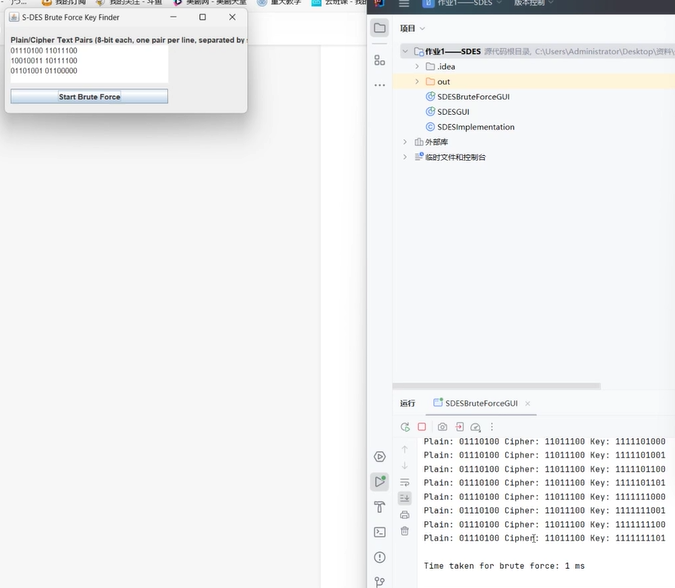 我的订阅
我的关注 — 斗鱼
美剧网 - 美剧天堂
重大教学
云班课 - 我的
S-DES Brute Force Key Finder
Plain/Cipher Text Pairs (8-bit each, one pair per line, separated by
01110100 11011100
10010011 10111100
01101001 01100000
Start Brute Force
作业1——SDES
版本控制
项目
作业1——SDES 源代码根目录, C:\Users\Administrator\Desktop\资料\
.idea
out
SDESBruteForceGUI
SDESGUI
SDESImplementation
外部库
临时文件和控制台
运行
SDESBruteForceGUI
Plain: 01110100 Cipher: 11011100 Key: 1111101000
Plain: 01110100 Cipher: 11011100 Key: 1111101001
Plain: 01110100 Cipher: 11011100 Key: 1111101100
Plain: 01110100 Cipher: 11011100 Key: 1111101101
Plain: 01110100 Cipher: 11011100 Key: 1111111000
Plain: 01110100 Cipher: 11011100 Key: 1111111001
Plain: 01110100 Cipher: 11011100 Key: 1111111100
Plain: 01110100 Cipher: 11011100 Key: 1111111101
Time taken for brute force: 1 ms